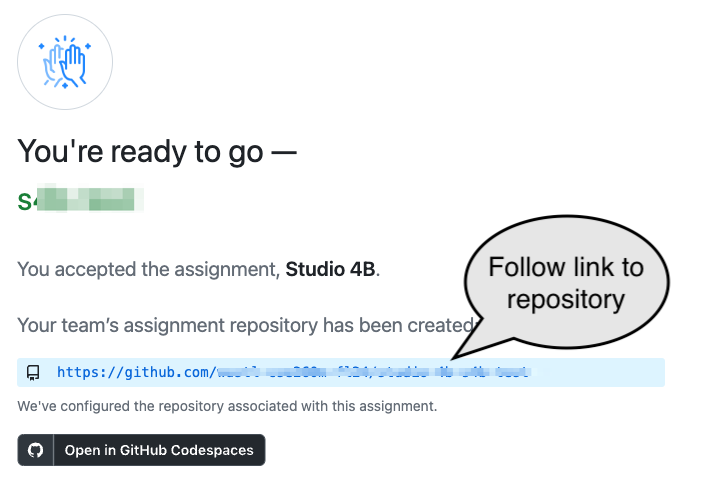 You're ready to go —
You accepted the assignment, Studio 4B.
Follow link to
repository
Your team's assignment repository has been created:
https://github.com/
We've configured the repository associated with this assignment.
Open in GitHub Codespaces